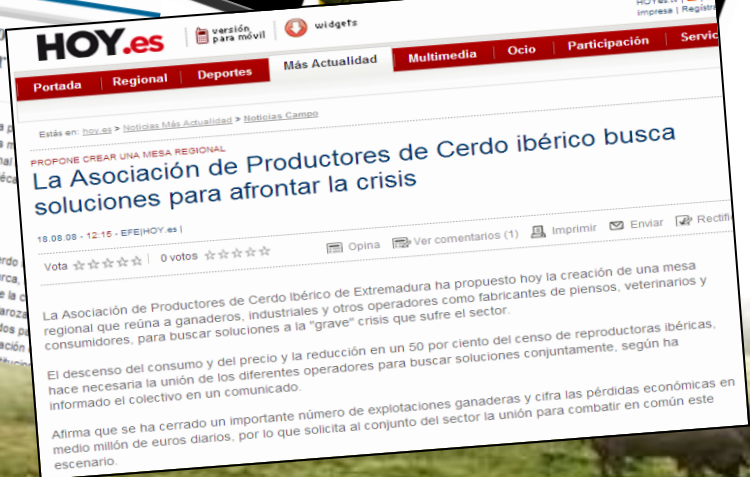 HOY.es
versión
para móvil
widgets
impresa | Registra
Portada Regional Deportes Más Actualidad Multimedia Ocio Participación Servic
Estás en: hoy.es > Noticias Más Actualidad > Noticias Campo
PROPONE CREAR UNA MESA REGIONAL
La Asociación de Productores de Cerdo ibérico busca
soluciones para afrontar la crisis
18.08.08 - 12:15 - EFE|HOY.es |
Vota 0 votos Opina Ver comentarios (1) Imprimir Enviar Rectifi
La Asociación de Productores de Cerdo Ibérico de Extremadura ha propuesto hoy la creación de una mesa
regional que reúna a ganaderos, industriales y otros operadores como fabricantes de piensos, veterinarios y
consumidores, para buscar soluciones a la "grave" crisis que sufre el sector.
El descenso del consumo y del precio y la reducción en un 50 por ciento del censo de reproductoras ibéricas,
hace necesaria la unión de los diferentes operadores para buscar soluciones conjuntamente, según ha
informado el colectivo en un comunicado.
Afirma que se ha cerrado un importante número de explotaciones ganaderas y cifra las pérdidas económicas en
medio millón de euros diarios, por lo que solicita al conjunto del sector la unión para combatir en común este
escenario.